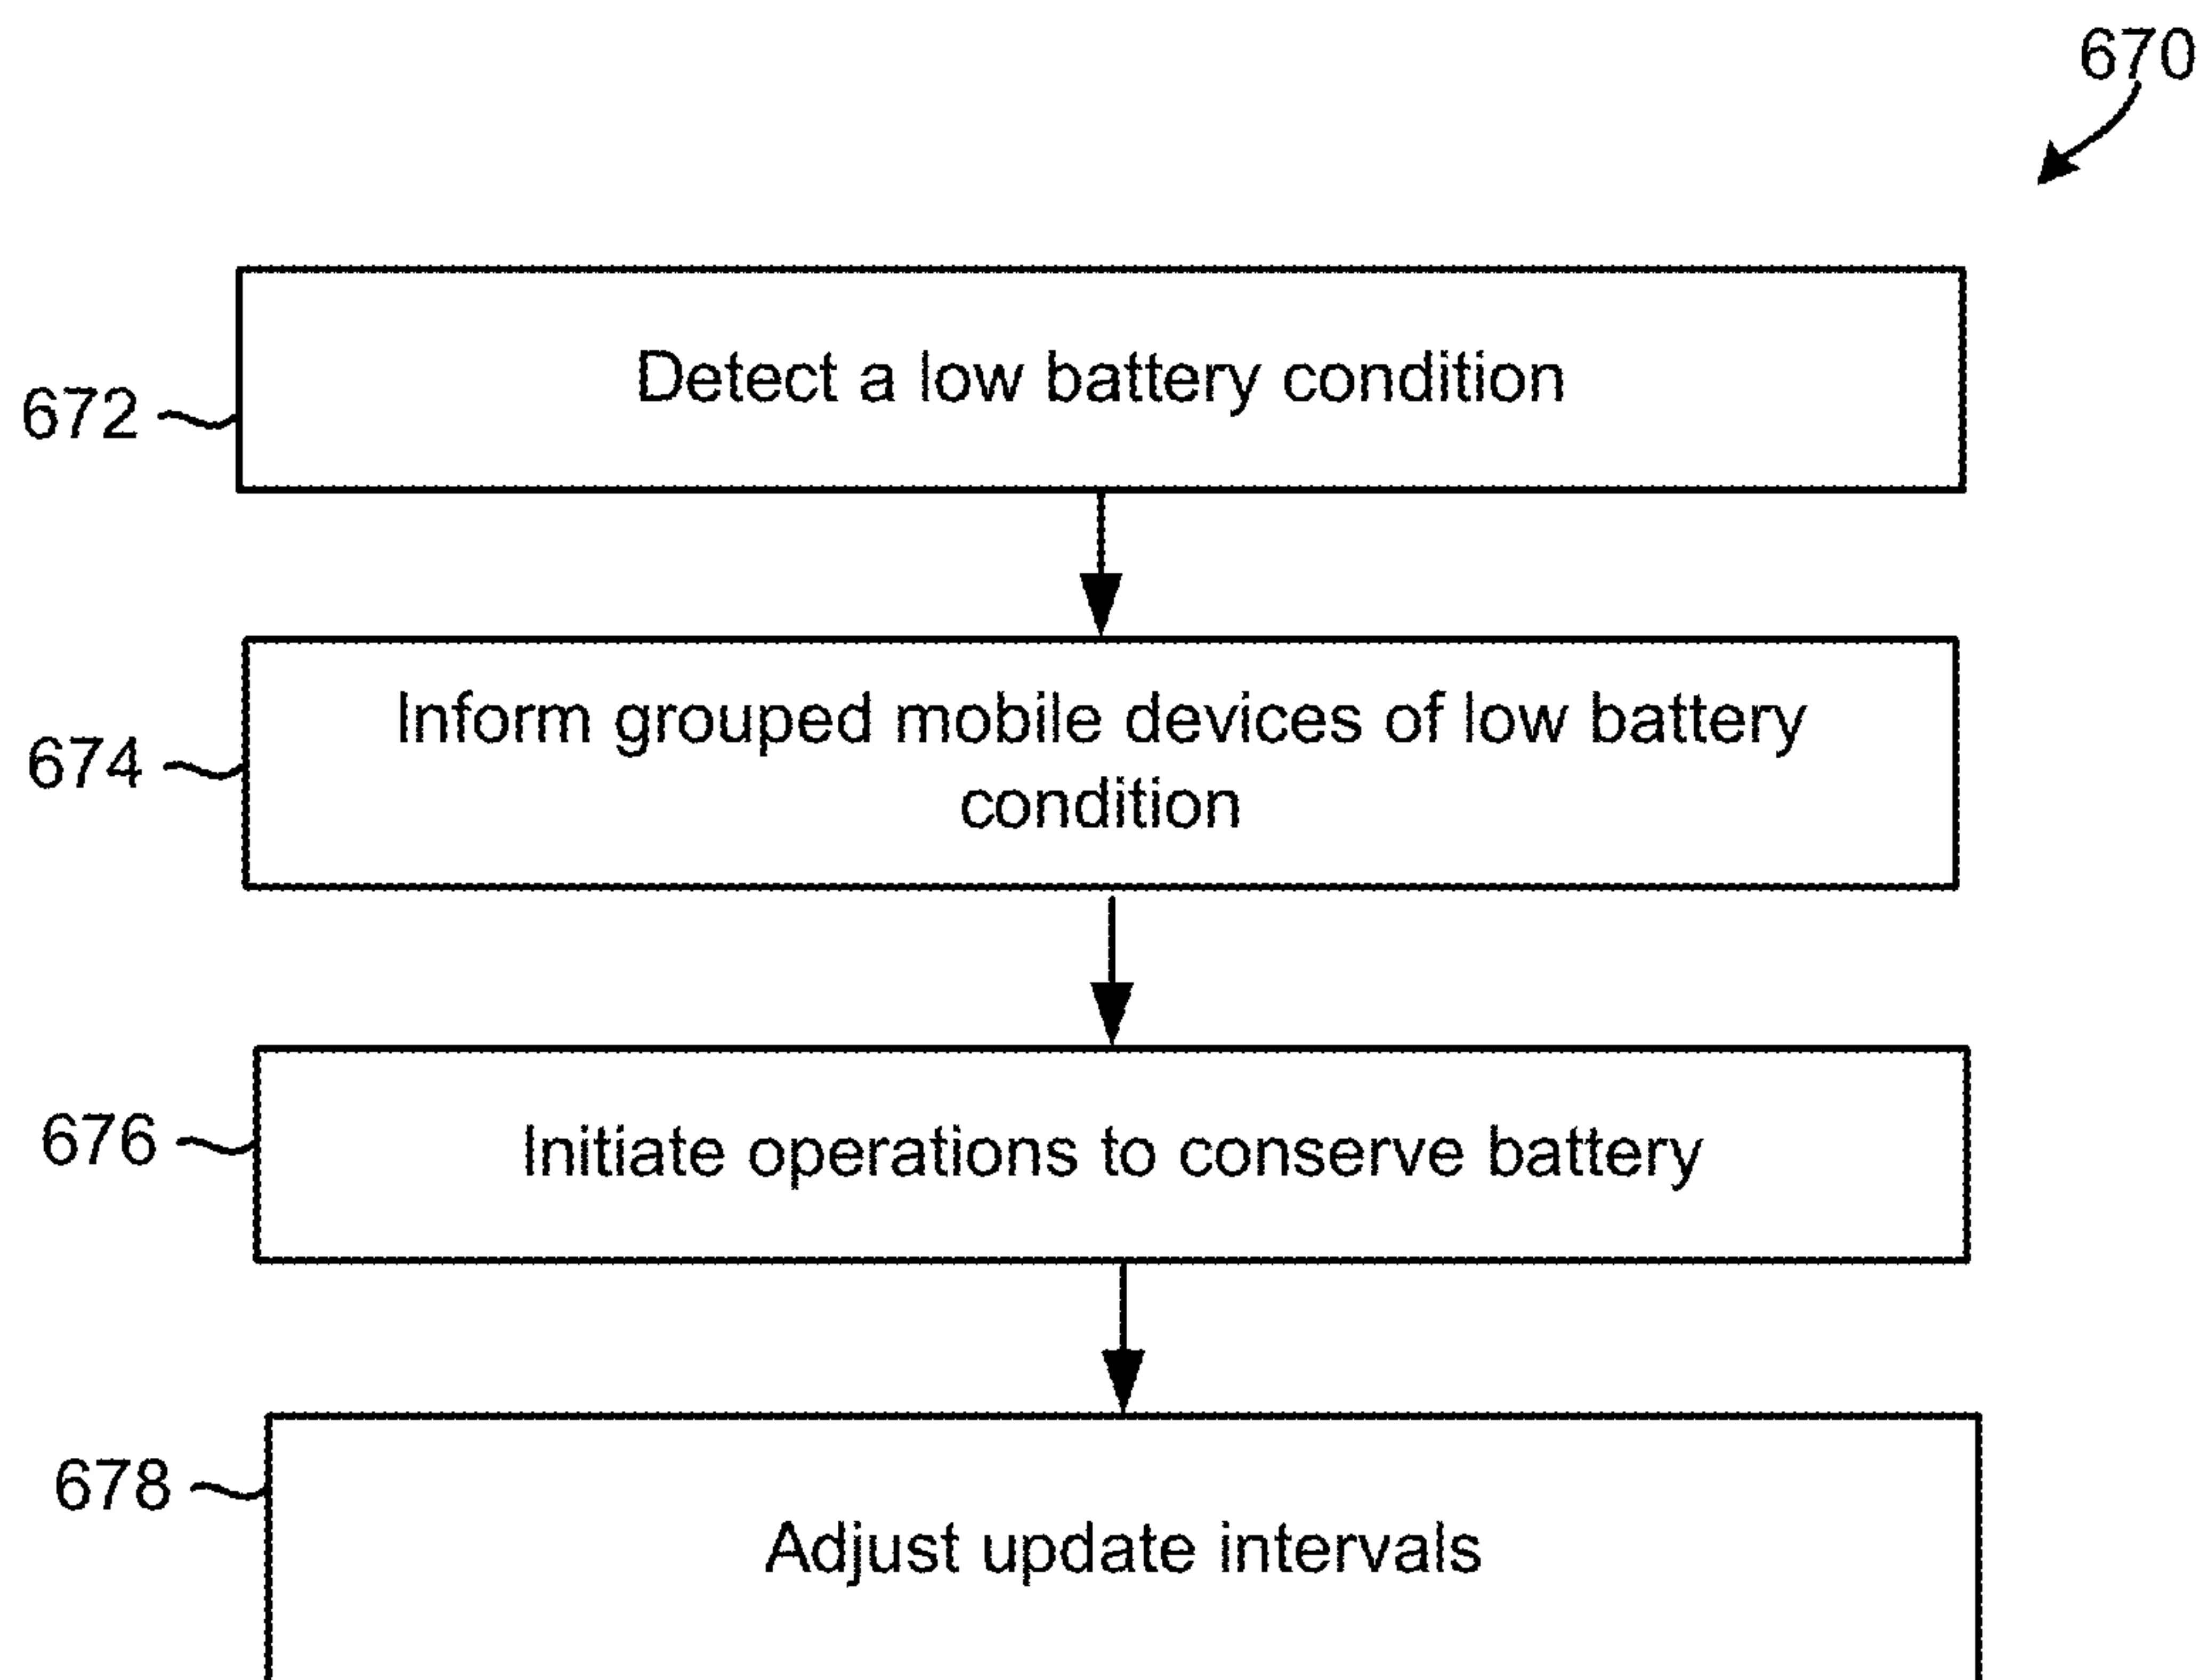 670
Detect a low battery condition
672
Inform grouped mobile devices of low battery
condition
674
Initiate operations to conserve battery
676
678
Adjust update intervals